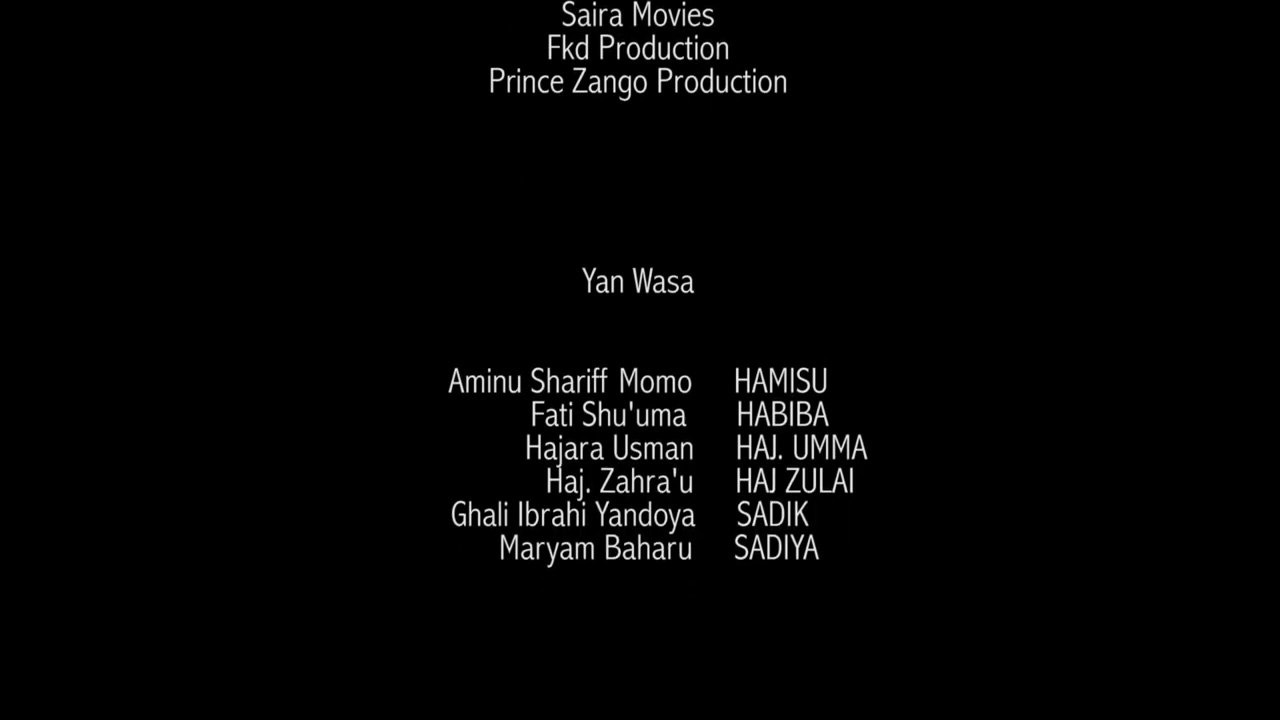 Saira Movies
Fkd Production
Prince Zango Production
Yan Wasa
Aminu Shariff Momo HAMISU
Fati Shu'uma HABIBA
Hajara Usman HAJ. UMMA
Haj. Zahra'u HAJ ZULAI
Ghali Ibrahi Yandoya SADIK
Maryam Baharu SADIYA